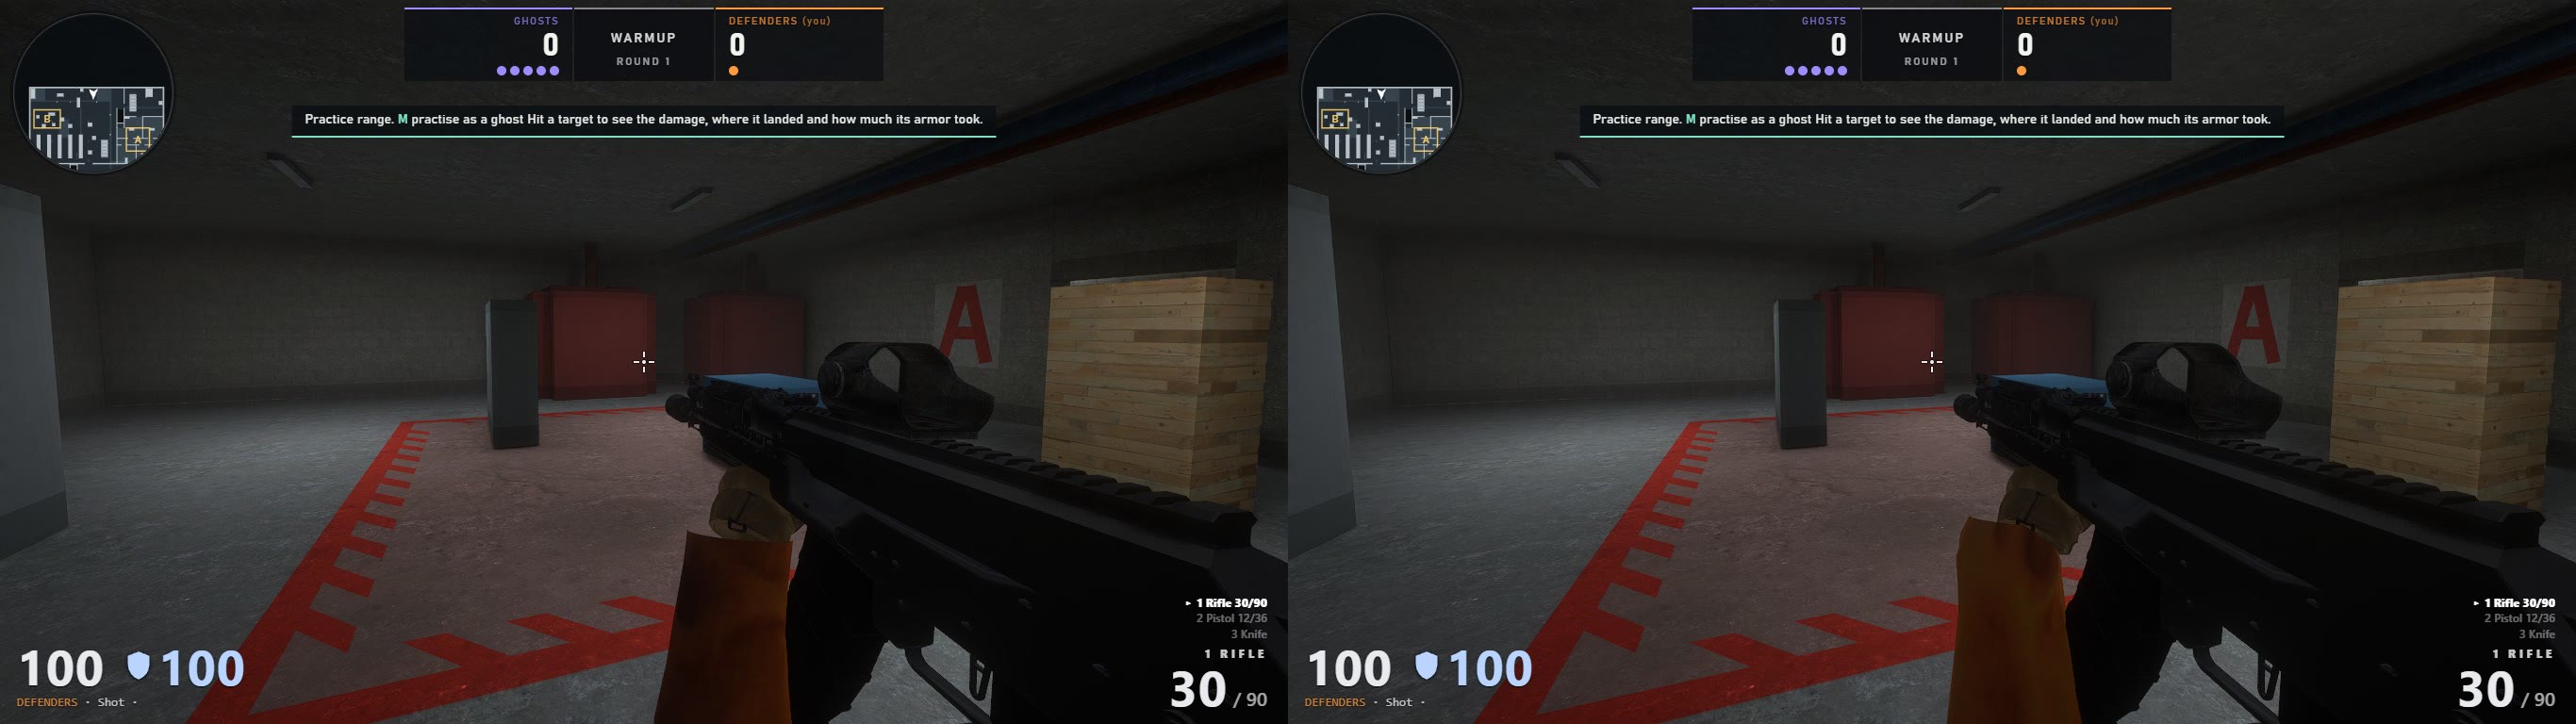 GHOSTS
0
WARMUP
ROUND 1
DEFENDERS (you)
0
Practice range. M practise as a ghost Hit a target to see the damage, where it landed and how much its armor took.
B
A
A
1 Rifle 30/90
2 Pistol 12/36
3 Knife
1 RIFLE
30 / 90
100 100
DEFENDERS · Shot ·
GHOSTS
0
WARMUP
ROUND 1
DEFENDERS (you)
0
Practice range. M practise as a ghost Hit a target to see the damage, where it landed and how much its armor took.
B
A
A
1 Rifle 30/90
2 Pistol 12/36
3 Knife
1 RIFLE
30 / 90
100 100
DEFENDERS · Shot ·